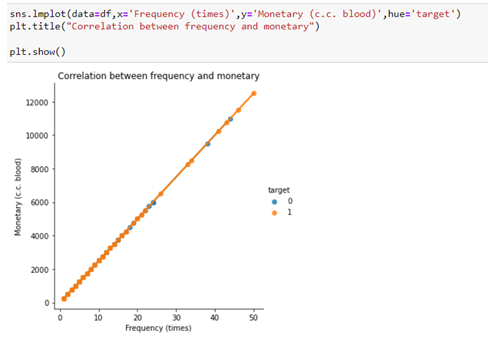 sns.lmplot(data=df,x='Frequency (times)',y='Monetary (c.c. blood)',hue='target')
plt.title("Correlation between frequency and monetary")
plt.show()
Correlation between frequency and monetary
12000
10000
8000
6000
4000
2000
0
Monetary (c.c. blood)
0 10 20 30 40 50
Frequency (times)
target
0
1